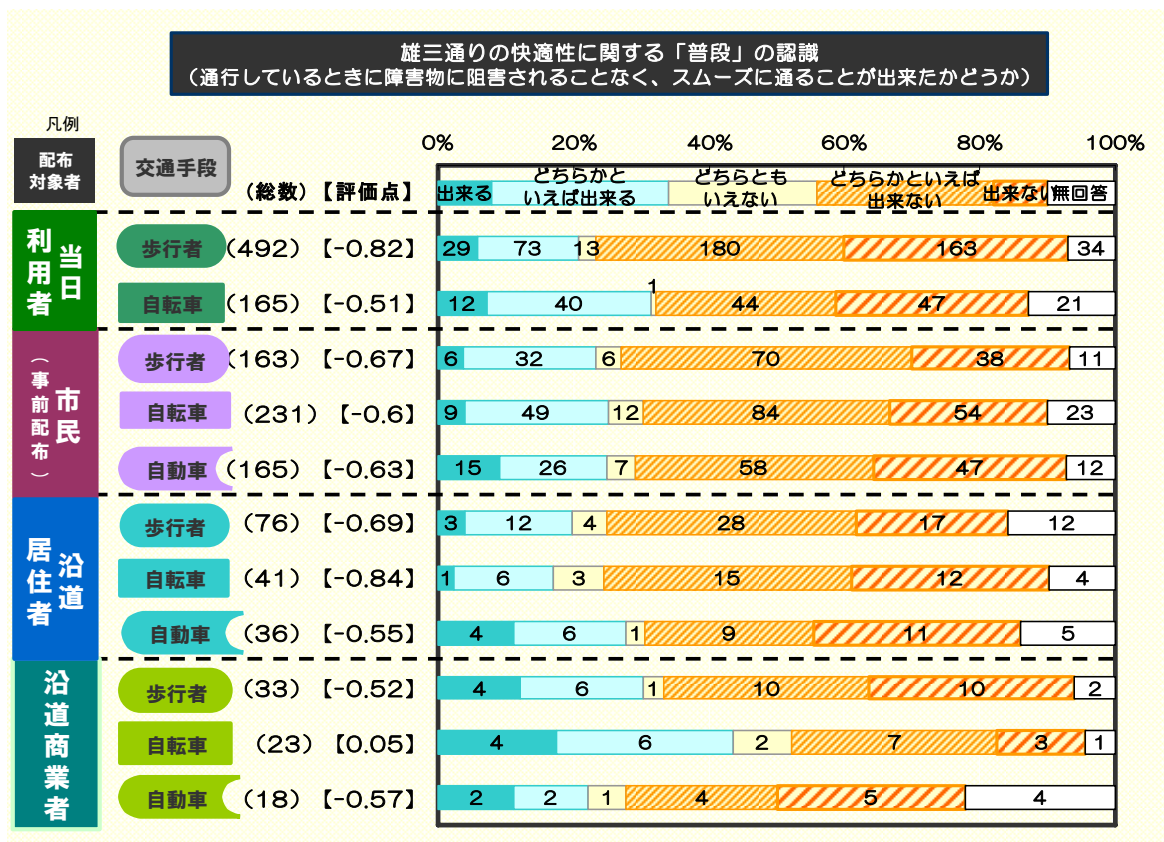 雄三通りの快適性に関する「普段」の認識
（通行しているときに障害物に阻害されることなく、スムーズに通ることが出来たかどうか）
凡例
配布
対象者
交通手段
（総数）【評価点】
0% 20% 40% 60% 80% 100%
出来る
どちらかと
いえば出来る
どちらとも
いえない
どちらかといえば
出来ない
出来ない
無回答
当日
利用者
歩行者 （492）【-0.82】 29 73 13 180 163 34
自転車 （165）【-0.51】 12 40 1 44 47 21
市民
（事前配布）
歩行者 （163）【-0.67】 6 32 6 70 38 11
自転車 （231）【-0.6】 9 49 12 84 54 23
自動車 （165）【-0.63】 15 26 7 58 47 12
沿道
居住者
歩行者 （76）【-0.69】 3 12 4 28 17 12
自転車 （41）【-0.84】 1 6 3 15 12 4
自動車 （36）【-0.55】 4 6 1 9 11 5
沿道商業者
歩行者 （33）【-0.52】 4 6 1 10 10 2
自転車 （23）【0.05】 4 6 2 7 3 1
自動車 （18）【-0.57】 2 2 1 4 5 4